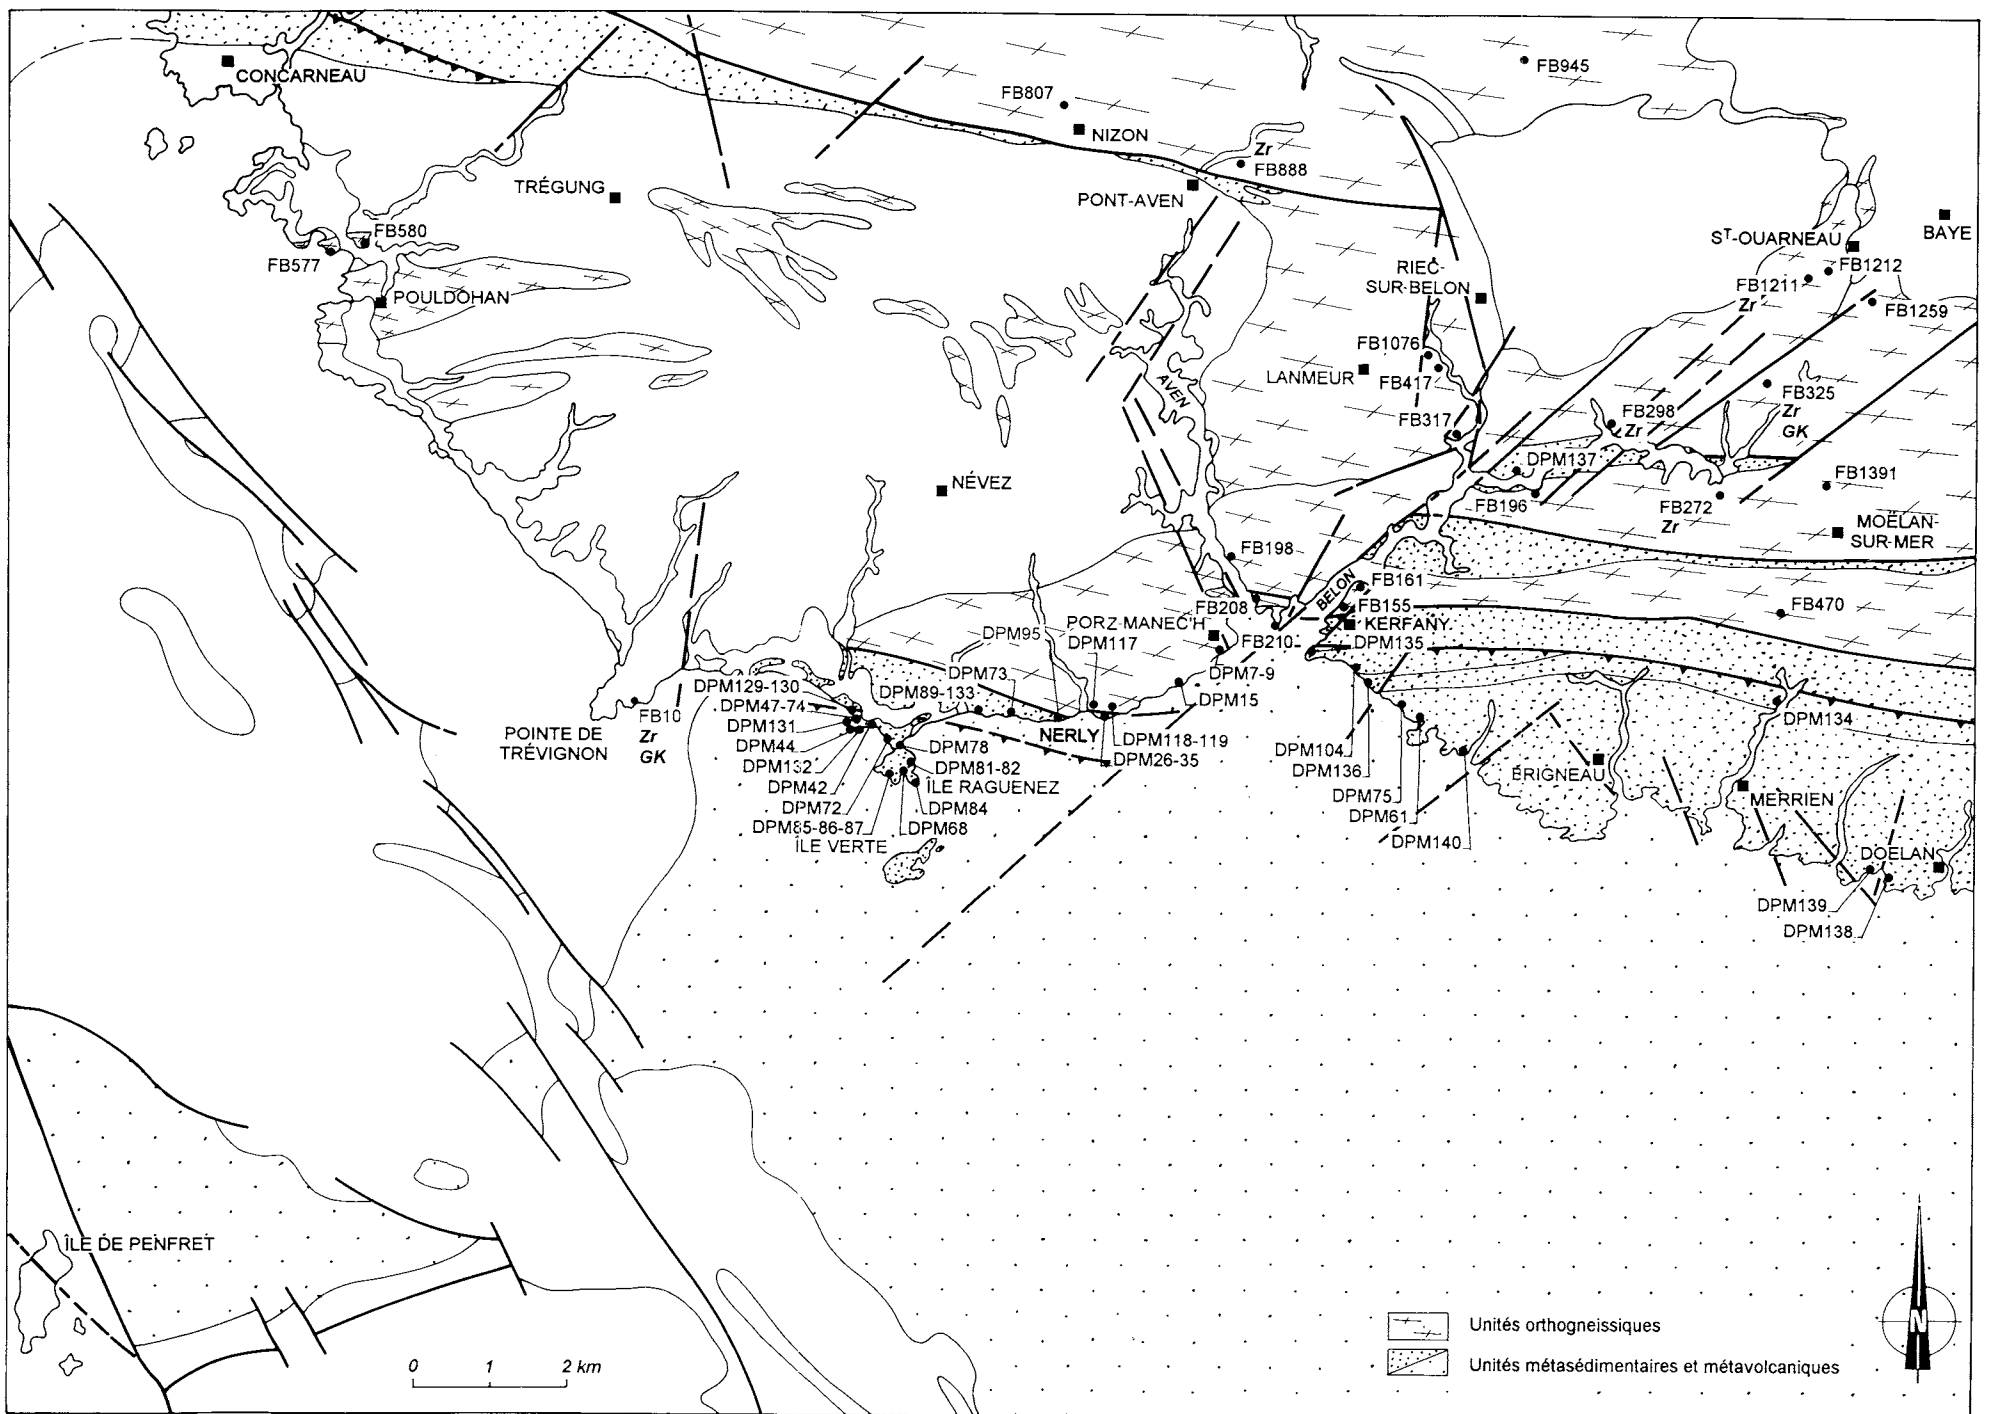 CONCARNEAU
FB945
FB807
NIZON
Zr
FB888
TRÉGUNG
PONT-AVEN
BAYE
FB580
FB577
ST-OUARNEAU
FB1212
FB1211
Zr
FB1259
RIEC-
SUR-BELON
POULDOHAN
FB1076
LANMEUR
FB417
AVEN
FB325
Zr
GK
FB317
FB298
Zr
DPM137
NÉVEZ
FB1391
FB196
FB272
Zr
MOËLAN-
SUR-MER
FB198
BELON
FB161
FB155
FB208
KERFANY
FB470
PORZ-MANEC'H
DPM95
DPM117
FB210
DPM135
DPM7-9
DPM73
DPM129-130
DPM89-133
DPM15
DPM47-74
FB10
Zr
GK
DPM131
DPM134
POINTE DE
TRÉVIGNON
NERLY
DPM44
DPM78
DPM118-119
DPM104
DPM132
DPM81-82
DPM26-35
DPM136
BRIGNEAU
DPM42
ÎLE RAGUENEZ
DPM75
MERRIEN
DPM72
DPM84
DPM61
DPM85-86-87
DPM68
DPM140
ÎLE VERTE
DOELAN
DPM139
DPM138
ÎLE DE PENFRET
N
0 1 2 km
Unités orthogneissiques
Unités métasédimentaires et métavolcaniques